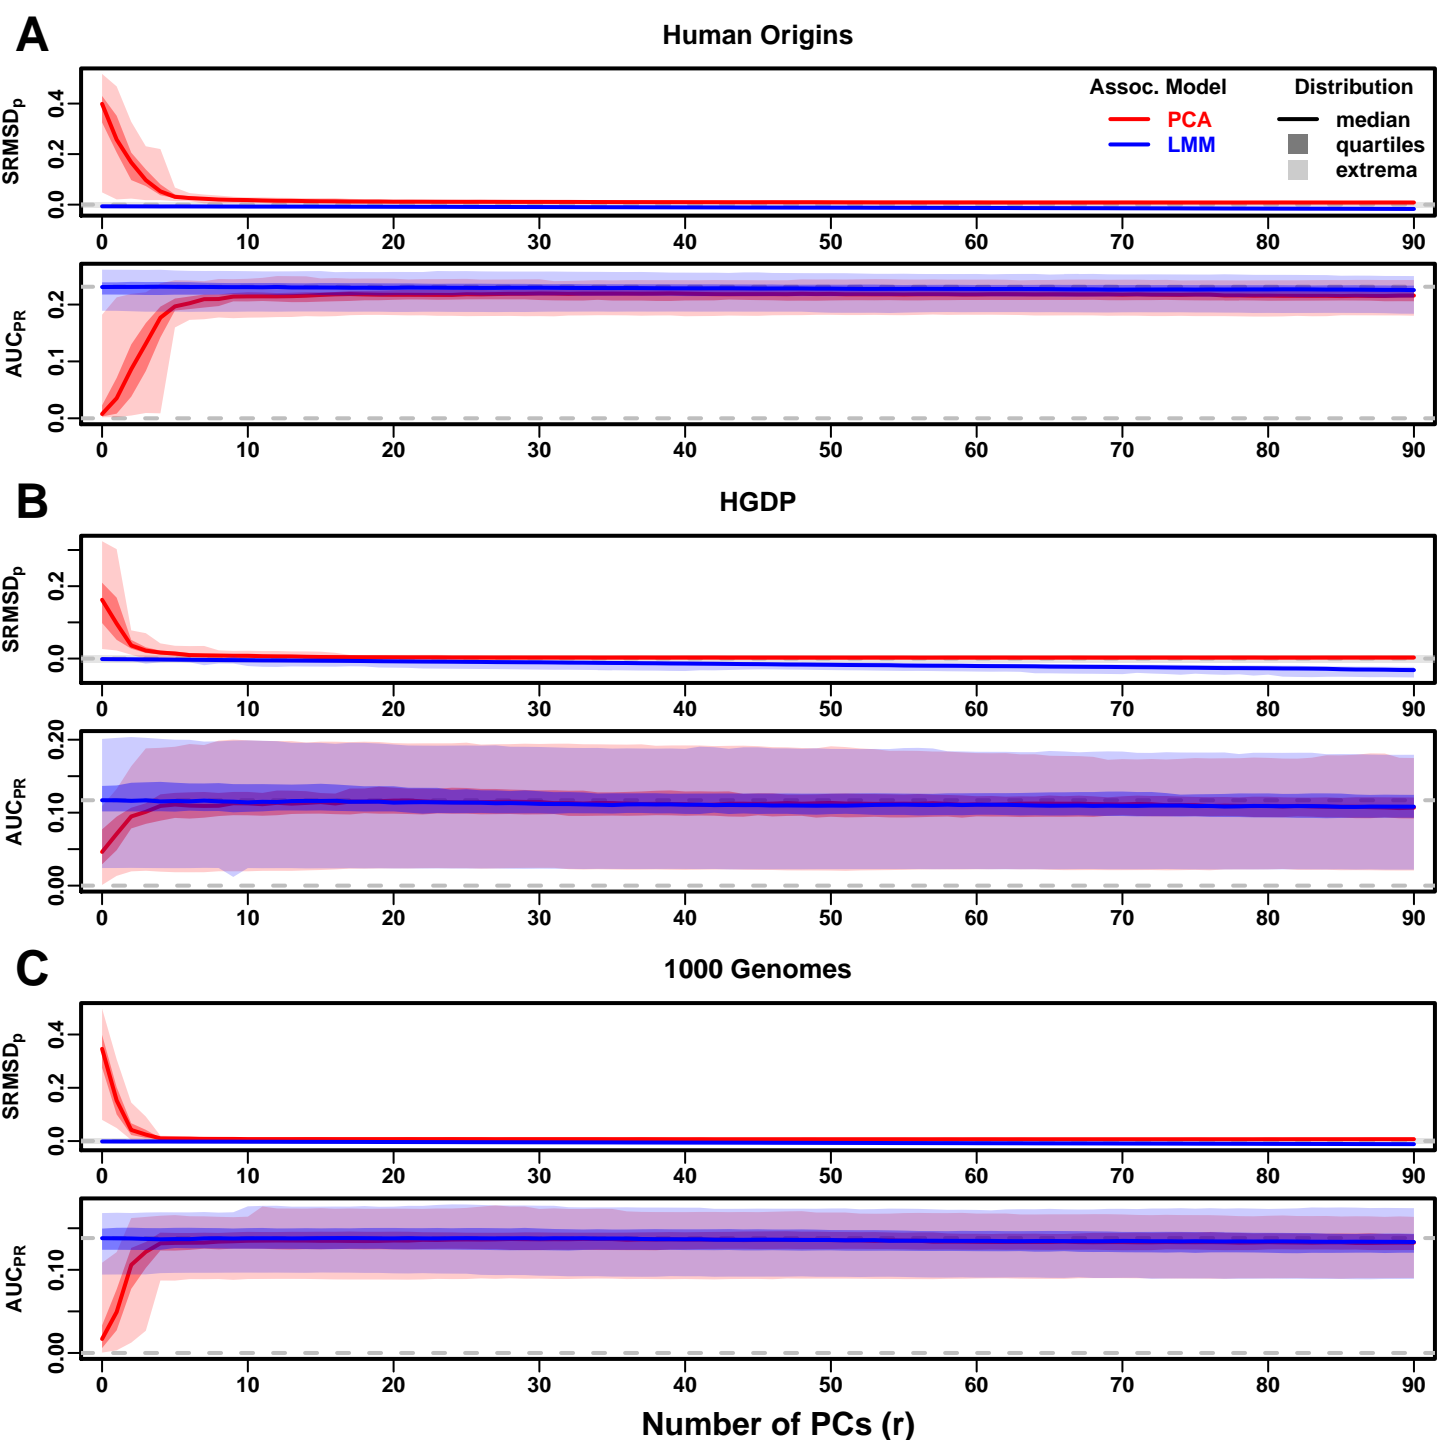 A
Human Origins
SRMSDp
0.0 0.2 0.4
Assoc. Model
PCA
LMM
Distribution
median
quartiles
extrema
0 10 20 30 40 50 60 70 80 90
AUCPR
0.0 0.1 0.2
0 10 20 30 40 50 60 70 80 90
B
HGDP
SRMSDp
0.0 0.2
0 10 20 30 40 50 60 70 80 90
AUCPR
0.00 0.10 0.20
0 10 20 30 40 50 60 70 80 90
C
1000 Genomes
SRMSDp
0.0 0.2 0.4
0 10 20 30 40 50 60 70 80 90
AUCPR
0.00 0.10
0 10 20 30 40 50 60 70 80 90
Number of PCs (r)